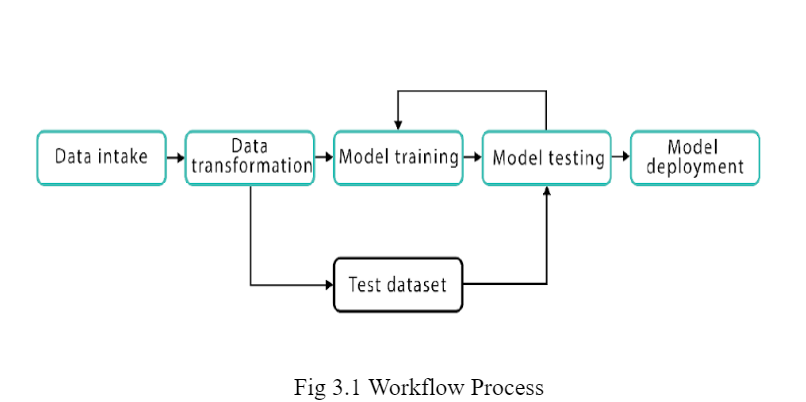 Data intake
Data
transformation
Model training
Model testing
Model
deployment
Test dataset
Fig 3.1 Workflow Process